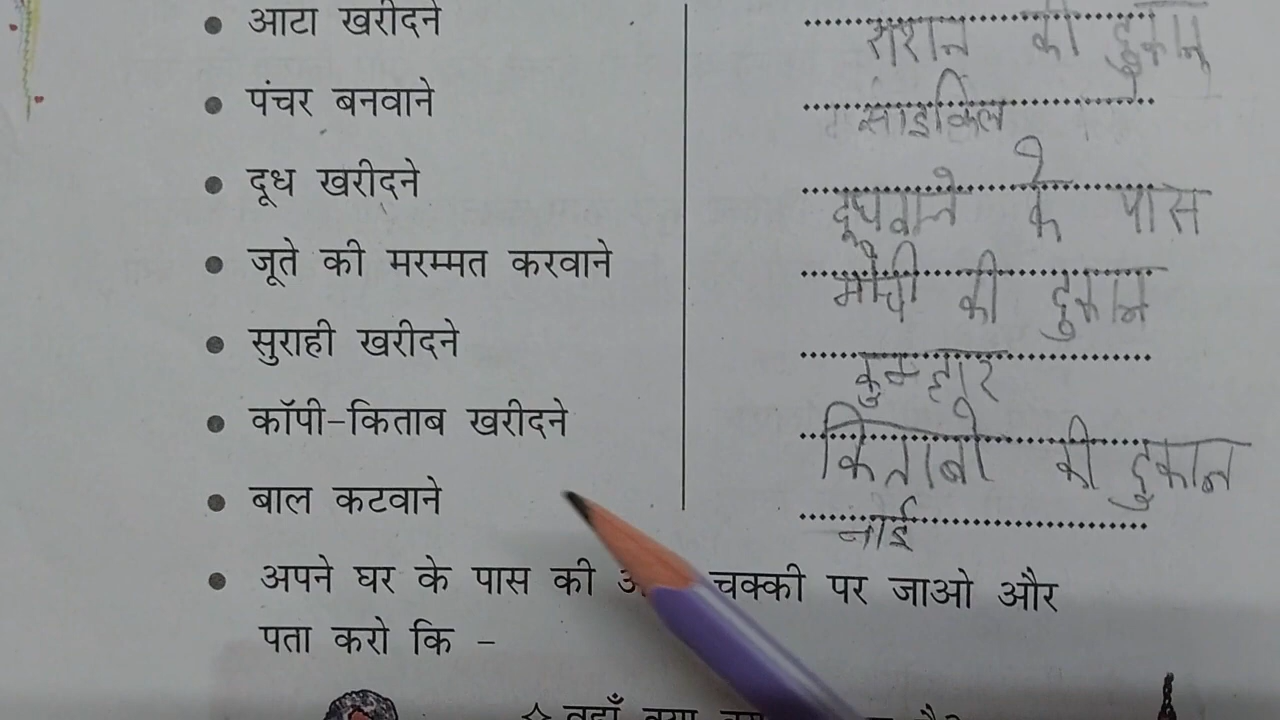 आटा खरीदने
राशन की दुकान
पंचर बनवाने
साइकिल
दूध खरीदने
दूधवाले के पास
जूते की मरम्मत करवाने
मोची की दुकान
सुराही खरीदने
कुम्हार
कॉपी-किताब खरीदने
किताबो की दुकान
बाल कटवाने
नाई
अपने घर के पास की चक्की पर जाओ और
पता करो कि -
वहाँ क्या